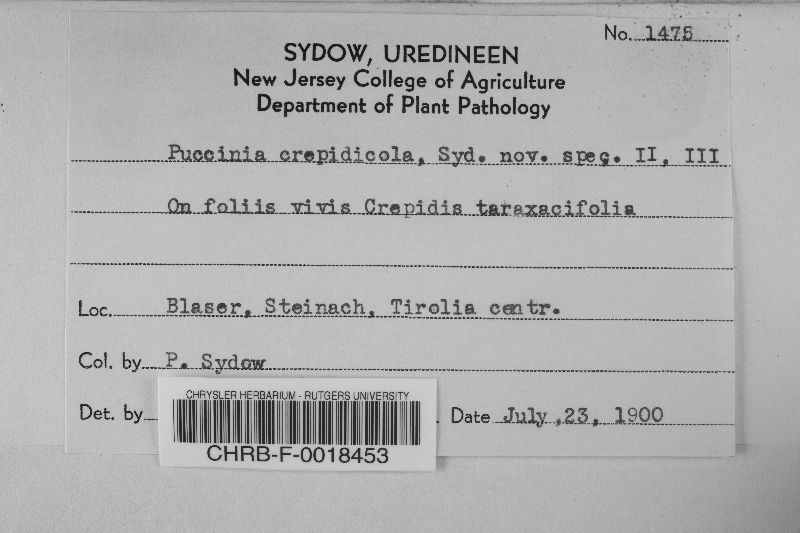 No. 1475
SYDOW, UREDINEEN
New Jersey College of Agriculture
Department of Plant Pathology
Puccinia crepidicola, Syd. nov. spec. II, III
On foliis vivis Crepidis taraxacifolia
Loc. Blaser, Steinach, Tirolia centr.
Col. by P. Sydow
Det. by
Date July ,23, 1900
CHRYSLER HERBARIUM - RUTGERS UNIVERSITY
CHRB-F-0018453